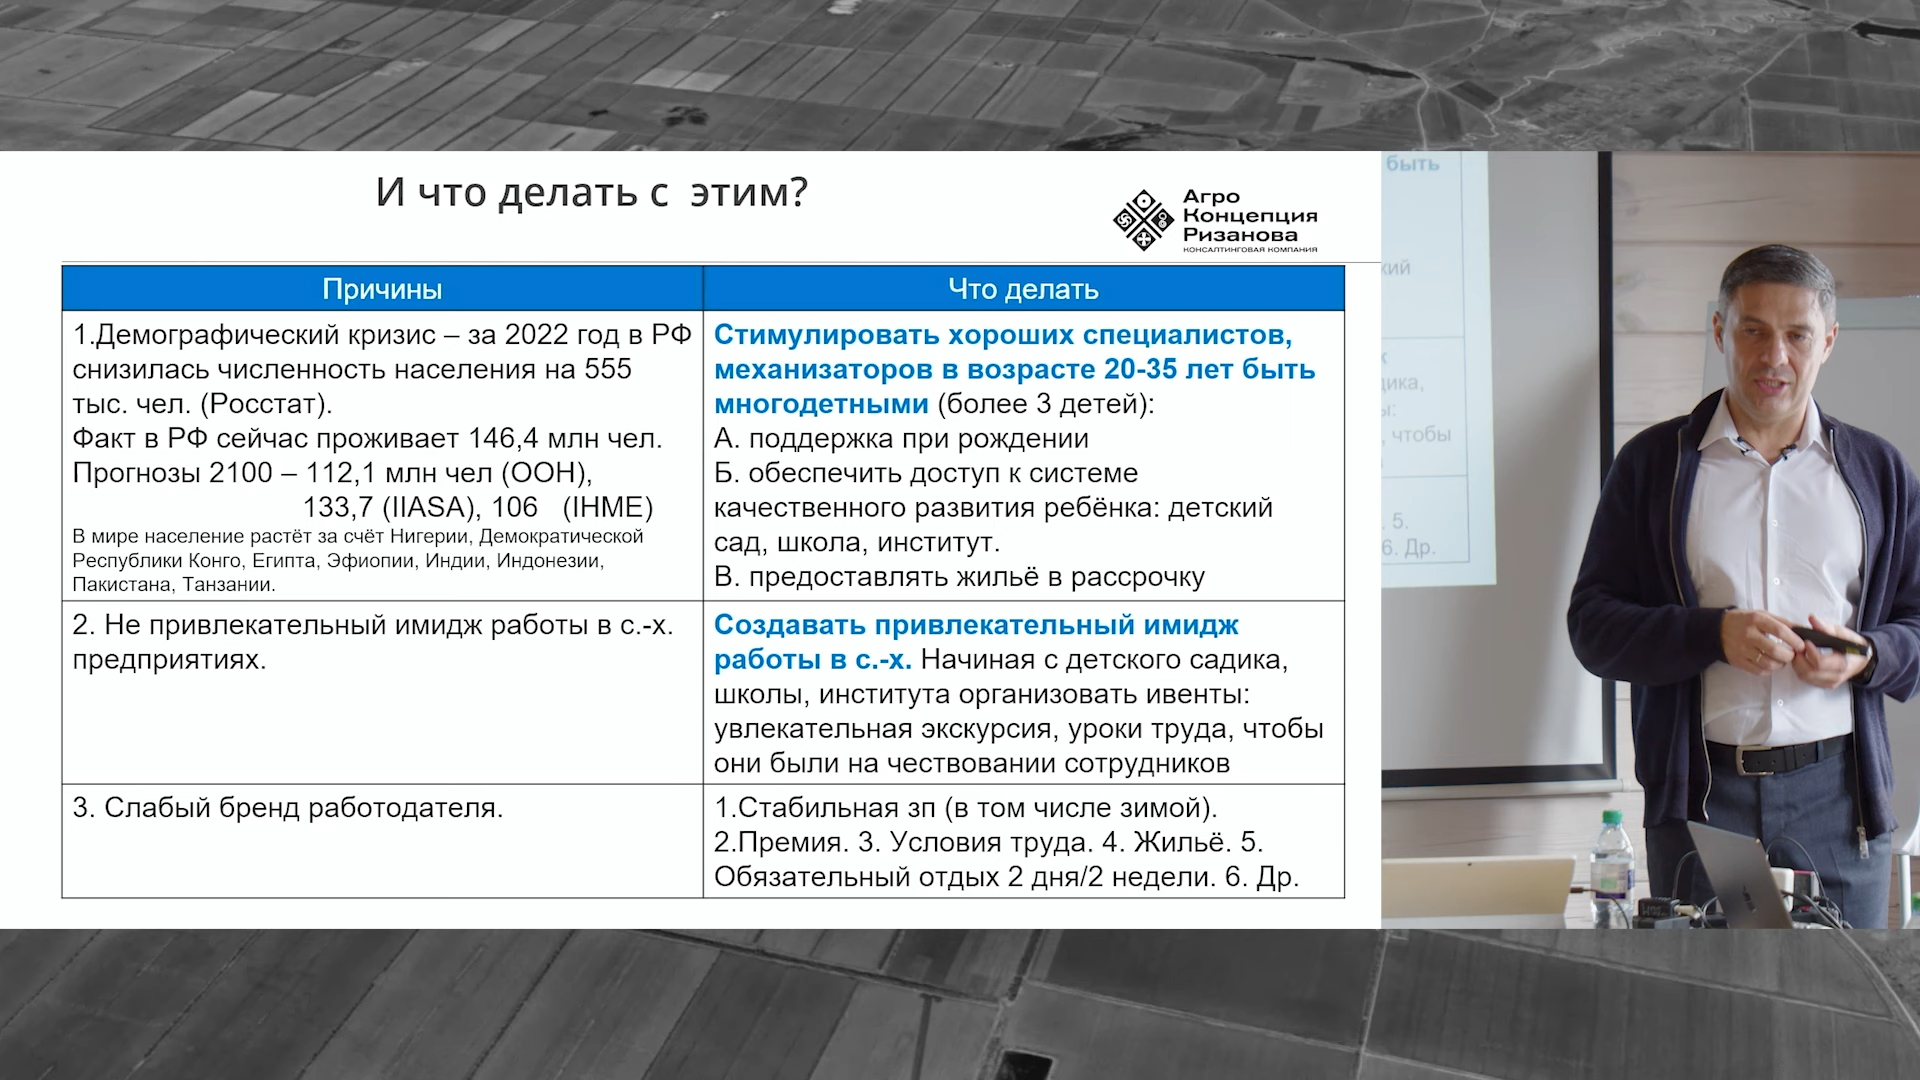 И что делать с этим?
Агро
Концепция
Ризанова
КОНСАЛТИНГОВАЯ КОМПАНИЯ
Причины
Что делать
1.Демографический кризис – за 2022 год в РФ
снизилась численность населения на 555
тыс. чел. (Росстат).
Факт в РФ сейчас проживает 146,4 млн чел.
Прогнозы 2100 – 112,1 млн чел (ООН),
133,7 (IIASA), 106 (IHME)
В мире население растёт за счёт Нигерии, Демократической
Республики Конго, Египта, Эфиопии, Индии, Индонезии,
Пакистана, Танзании.
Стимулировать хороших специалистов,
механизаторов в возрасте 20-35 лет быть
многодетными (более 3 детей):
А. поддержка при рождении
Б. обеспечить доступ к системе
качественного развития ребёнка: детский
сад, школа, институт.
В. предоставлять жильё в рассрочку
2. Не привлекательный имидж работы в с.-х.
предприятиях.
Создавать привлекательный имидж
работы в с.-х. Начиная с детского садика,
школы, института организовать ивенты:
увлекательная экскурсия, уроки труда, чтобы
они были на чествовании сотрудников
3. Слабый бренд работодателя.
1.Стабильная зп (в том числе зимой).
2.Премия. 3. Условия труда. 4. Жильё. 5.
Обязательный отдых 2 дня/2 недели. 6. Др.
быть
чтобы
5.
6. Др.